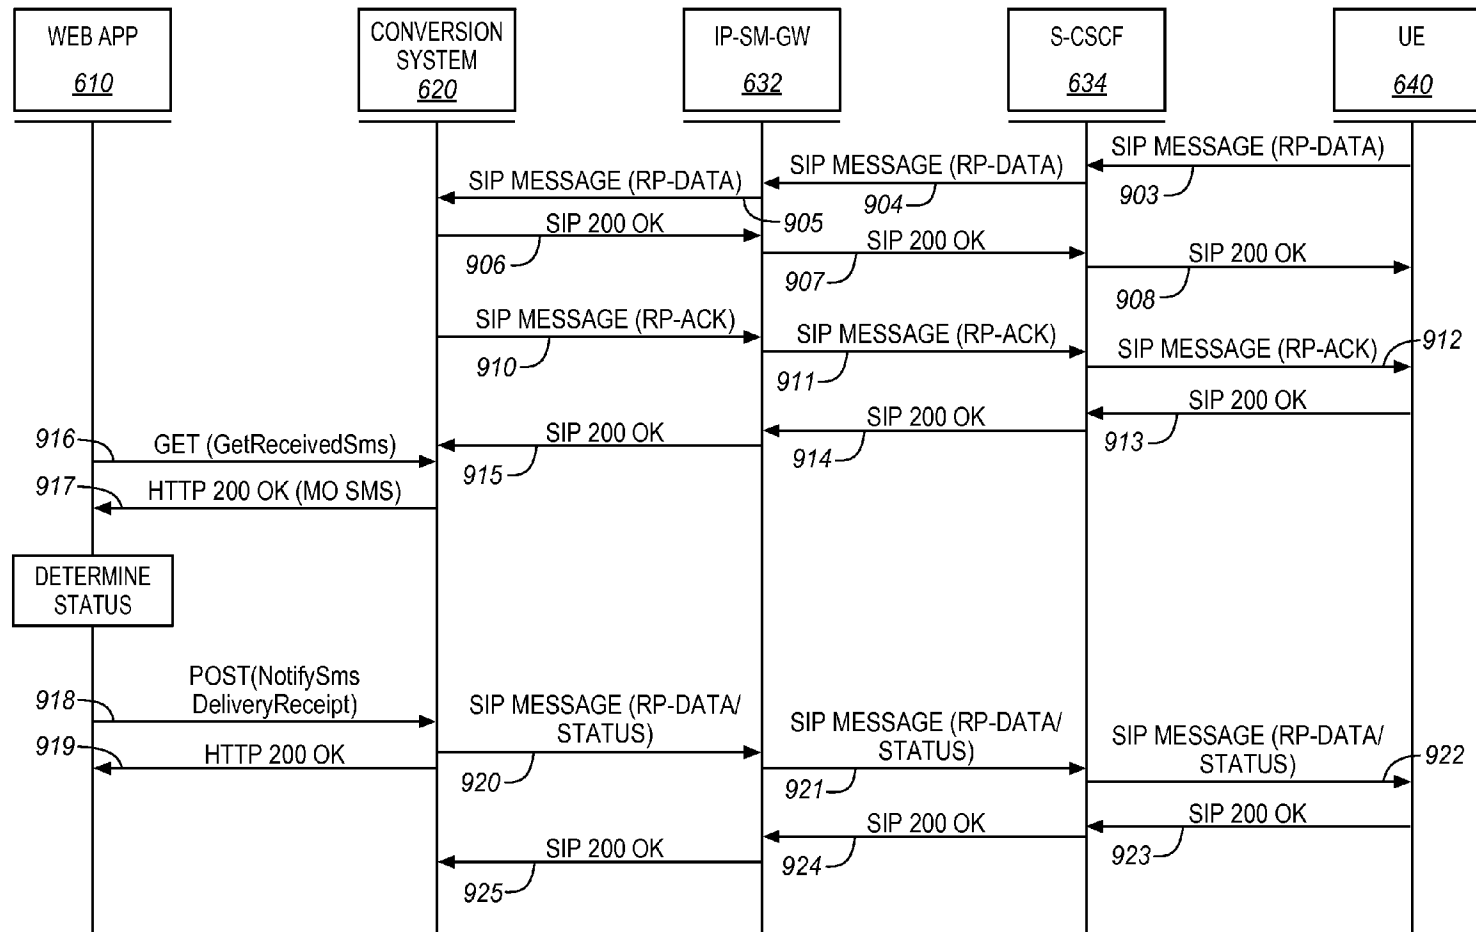 WEB APP
610
CONVERSION
SYSTEM
620
IP-SM-GW
632
S-CSCF
634
UE
640
SIP MESSAGE (RP-DATA)
903
SIP MESSAGE (RP-DATA)
904
SIP MESSAGE (RP-DATA)
905
SIP 200 OK
906
SIP 200 OK
907
SIP 200 OK
908
SIP MESSAGE (RP-ACK)
910
SIP MESSAGE (RP-ACK)
911
SIP MESSAGE (RP-ACK)
912
SIP 200 OK
913
SIP 200 OK
914
SIP 200 OK
915
916
GET (GetReceivedSms)
917
HTTP 200 OK (MO SMS)
DETERMINE
STATUS
POST(NotifySms
DeliveryReceipt)
918
919
HTTP 200 OK
SIP MESSAGE (RP-DATA/
STATUS)
920
SIP MESSAGE (RP-DATA/
STATUS)
921
SIP MESSAGE (RP-DATA/
STATUS)
922
SIP 200 OK
923
SIP 200 OK
924
SIP 200 OK
925